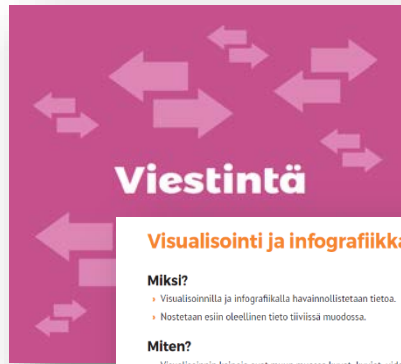 Viestintä
Visualisointi ja infografiikka
Miksi?
Visualisoinnilla ja infografiikalla havainnollistetaan tietoa.
Nostetaan esiin oleellinen tieto tiiviissä muodossa.
Miten?